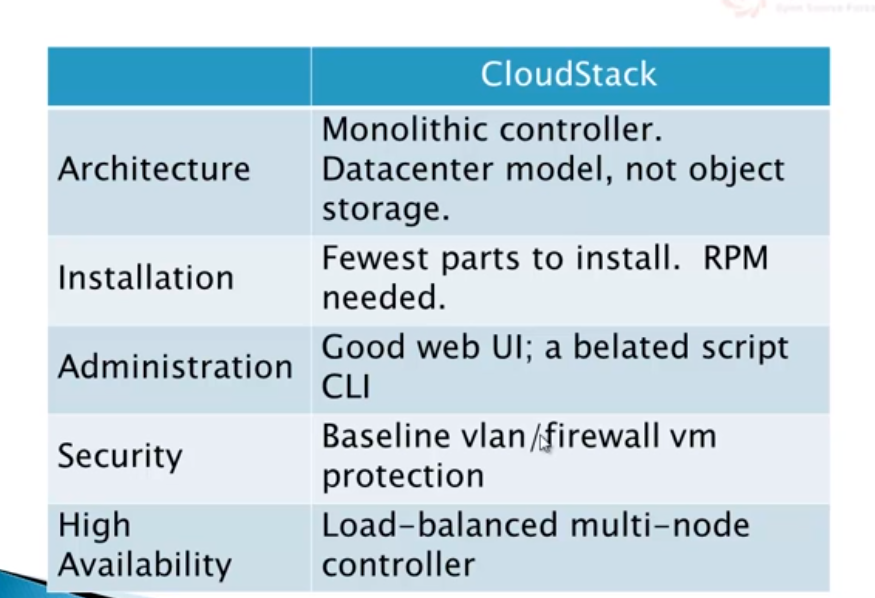 CloudStack
Architecture
Monolithic controller.
Datacenter model, not object
storage.
Installation
Fewest parts to install.  RPM
needed.
Administration
Good web UI; a belated script
CLI
Security
Baseline vlan/firewall vm
protection
High
Availability
Load-balanced multi-node
controller